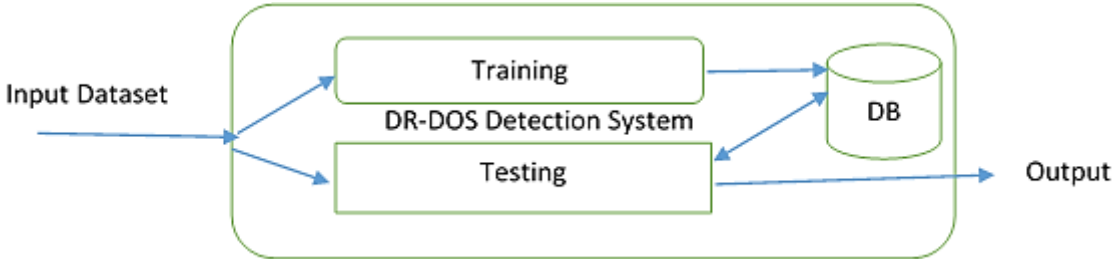 Input Dataset
Training
DR-DOS Detection System
DB
Testing
Output